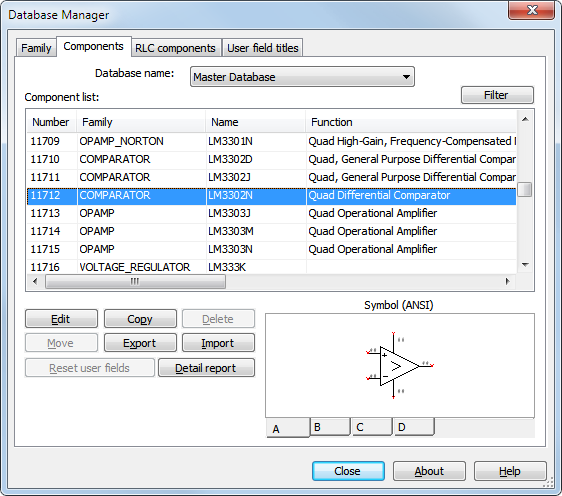 Database Manager
Family Components RLC components User field titles
Database name: Master Database
Component list: Filter
Number Family Name Function
11709 OPAMP_NORTON LM3301N Quad High-Gain, Frequency-Compensated
11710 COMPARATOR LM3302D Quad, General Purpose Differential Compar
11711 COMPARATOR LM3302J Quad, General Purpose Differential Compar
11712 COMPARATOR LM3302N Quad Differential Comparator
11713 OPAMP LM3303J Quad Operational Amplifier
11714 OPAMP LM3303M Quad Operational Amplifier
11715 OPAMP LM3303N Quad Operational Amplifier
11716 VOLTAGE_REGULATOR LM333K
Symbol (ANSI)
Edit Copy Delete
Move Export Import
Reset user fields Detail report
A B C D
Close About Help